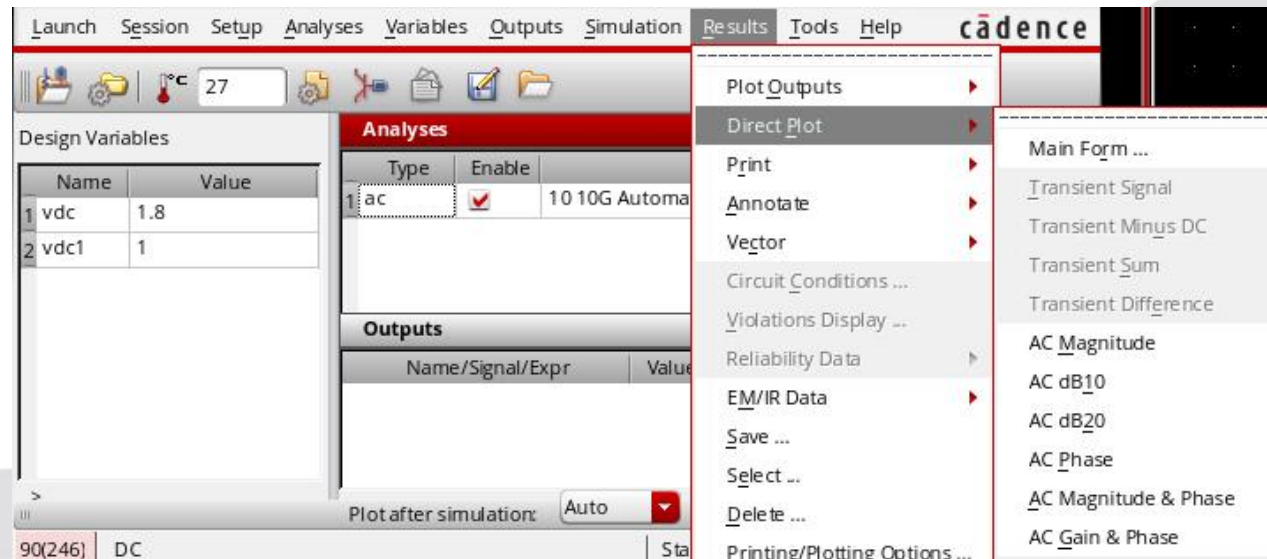 Launch Session Setup Analyses Variables Outputs Simulation Results Tools Help cādence
°C 27
Design Variables
Name Value
1 vdc 1.8
2 vdc1 1
>
Analyses
Type Enable
1 ac 10 10G Automa
Outputs
Name/Signal/Expr Value
Plot after simulation: Auto
90(246) DC Sta
Plot Outputs
Direct Plot
Print
Annotate
Vector
Circuit Conditions ...
Violations Display ...
Reliability Data
EM/IR Data
Save ...
Select ...
Delete ...
Printing/Plotting Options ...
Main Form ...
Transient Signal
Transient Minus DC
Transient Sum
Transient Difference
AC Magnitude
AC dB10
AC dB20
AC Phase
AC Magnitude & Phase
AC Gain & Phase